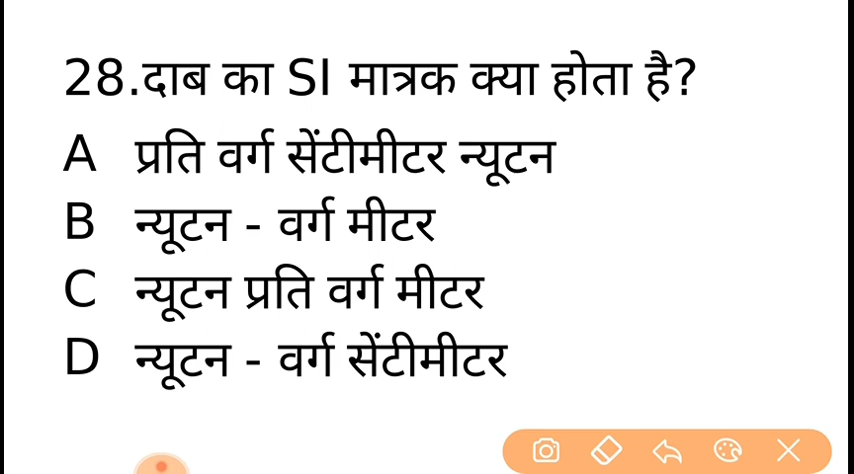 28.दाब का SI मात्रक क्या होता है?
A प्रति वर्ग सेंटीमीटर न्यूटन
B न्यूटन - वर्ग मीटर
C न्यूटन प्रति वर्ग मीटर
D न्यूटन - वर्ग सेंटीमीटर